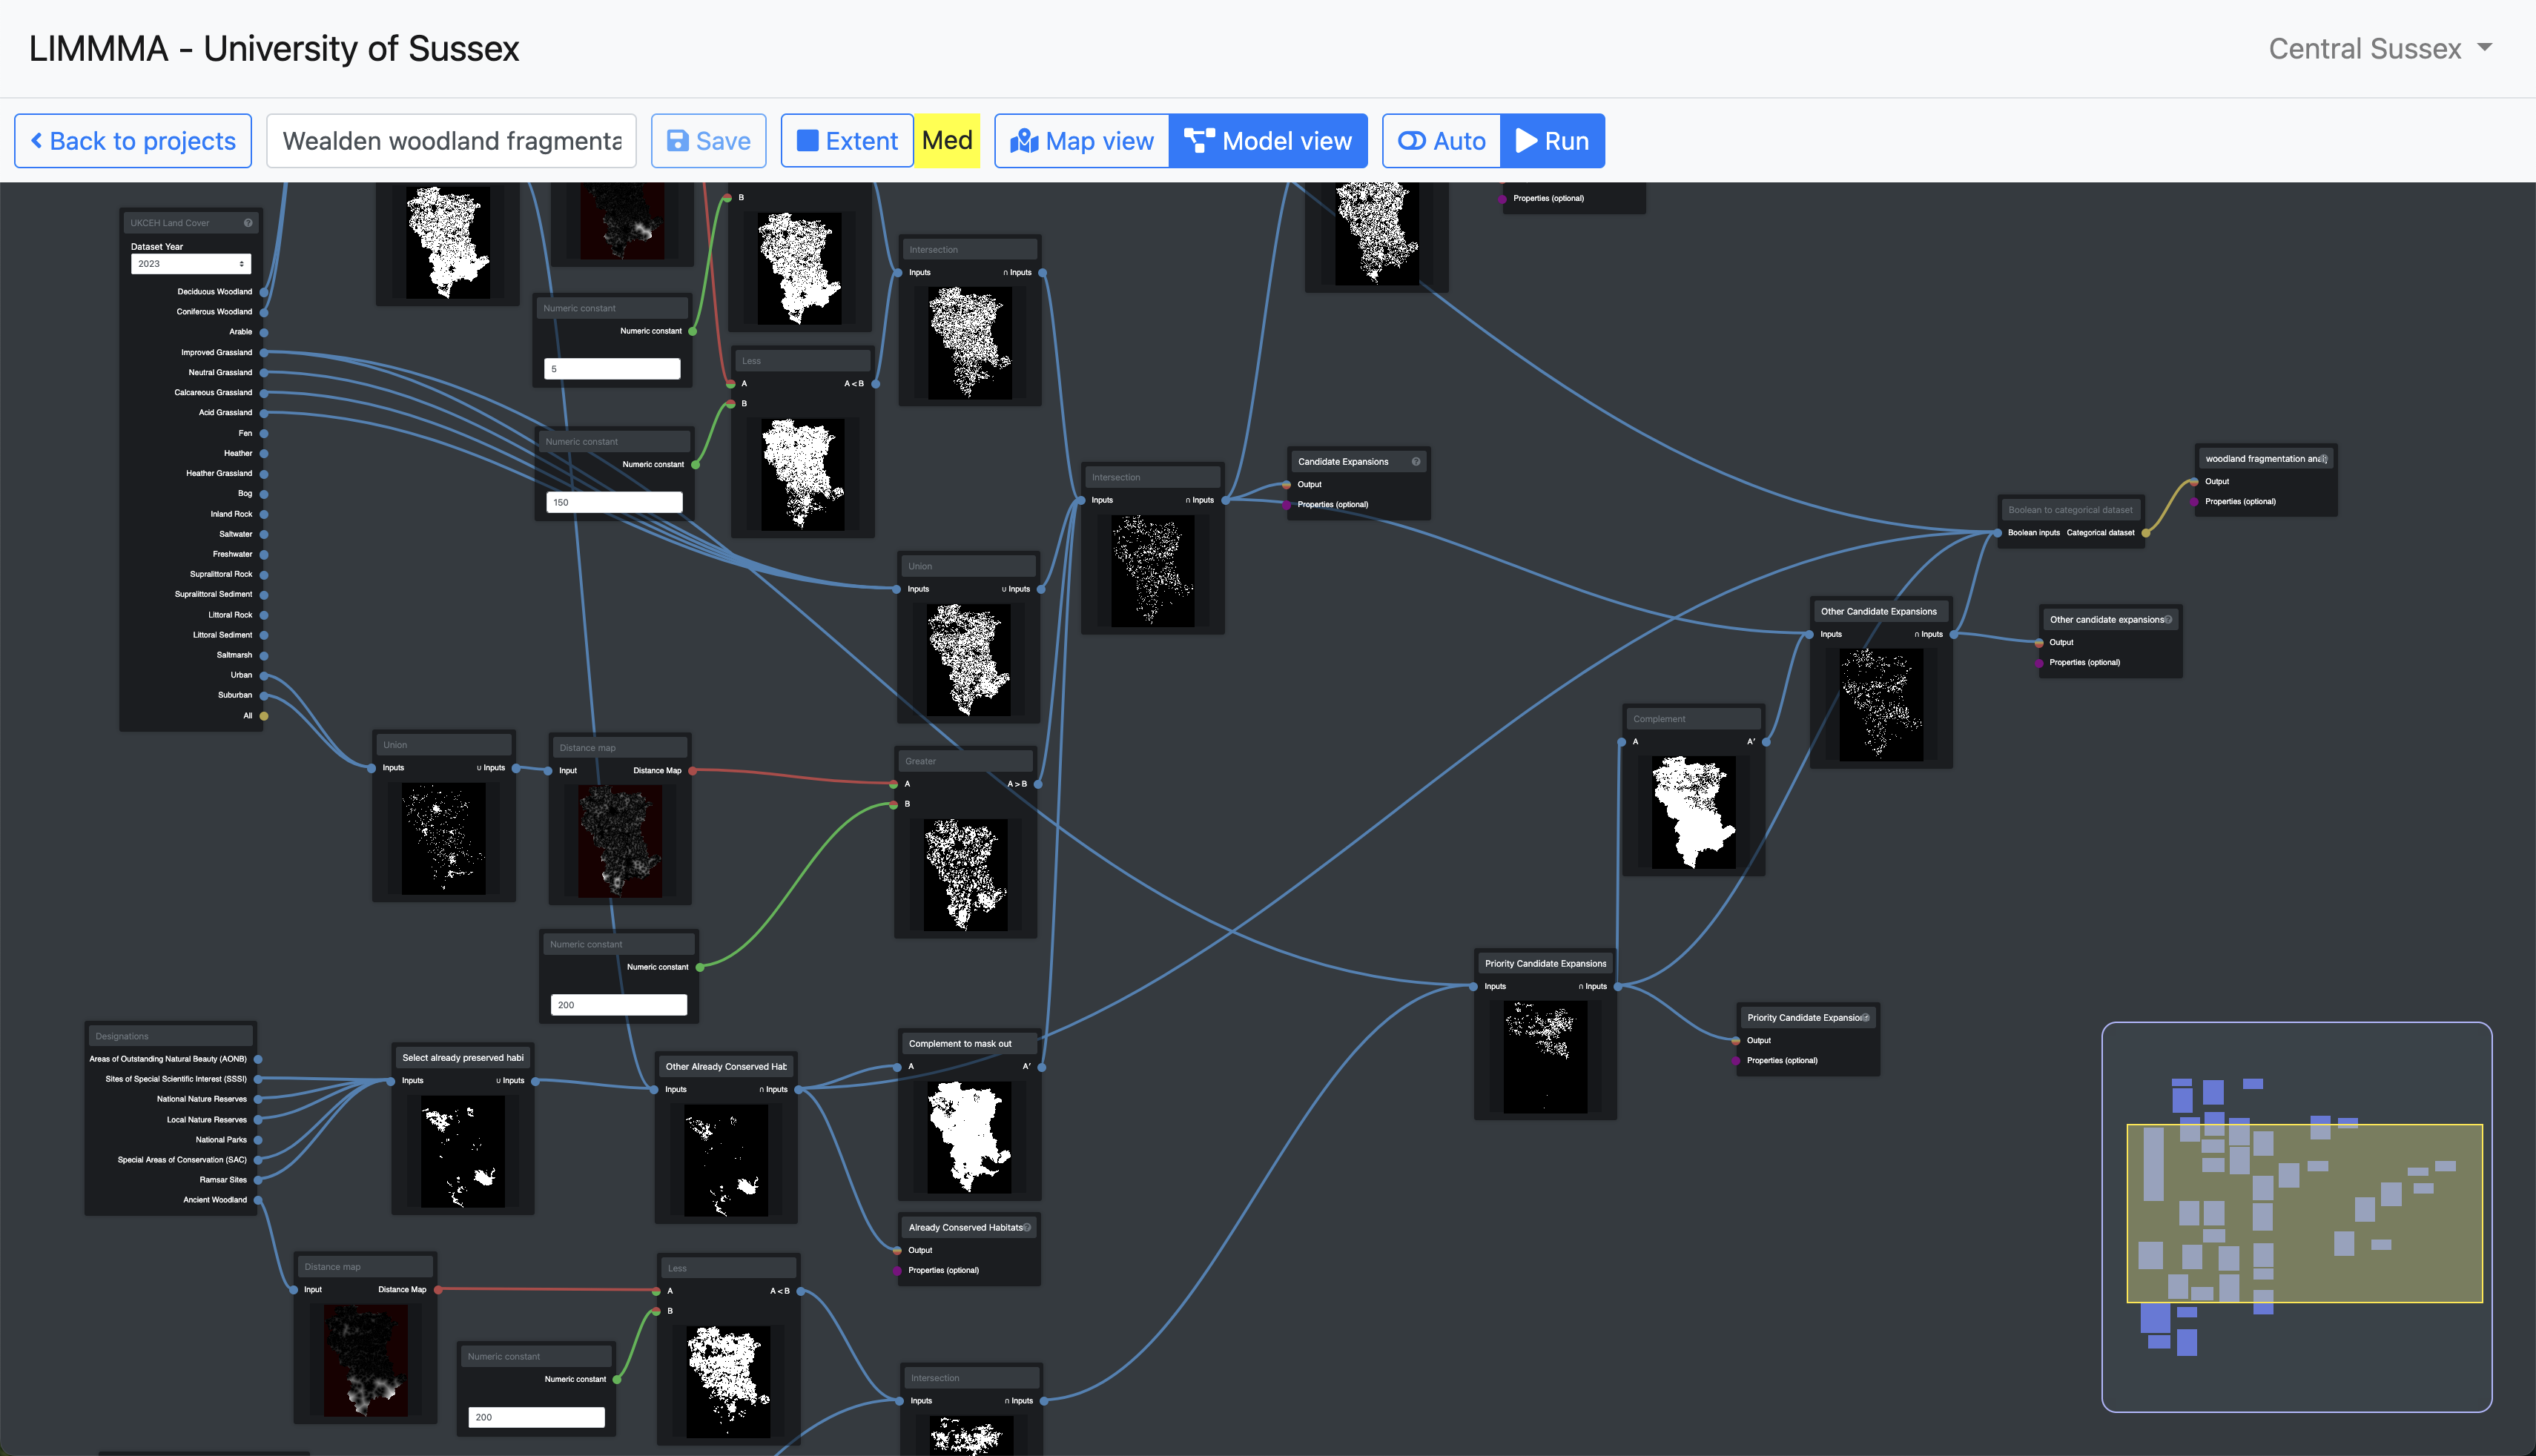 LIMMMA - University of Sussex
Central Sussex
Back to projects
Wealden woodland fragmenta
Save
Extent
Med
Map view
Model view
Auto
Run
UKCEH Land Cover
Dataset Year
2023
Deciduous Woodland
Coniferous Woodland
Arable
Improved Grassland
Neutral Grassland
Calcareous Grassland
Acid Grassland
Fen
Heather
Heather Grassland
Bog
Inland Rock
Saltwater
Freshwater
Supralittoral Rock
Supralittoral Sediment
Littoral Rock
Littoral Sediment
Saltmarsh
Urban
Suburban
All
B
Numeric constant
Numeric constant
5
Numeric constant
Numeric constant
150
Less
A
A < B
B
Intersection
Inputs
∩ Inputs
Properties (optional)
Intersection
Inputs
∩ Inputs
Candidate Expansions
Output
Properties (optional)
Union
Inputs
∪ Inputs
woodland fragmentation anal
Output
Properties (optional)
Boolean to categorical dataset
Boolean inputs
Categorical dataset
Other Candidate Expansions
Inputs
∩ Inputs
Other candidate expansions
Output
Properties (optional)
Complement
A
A′
Union
Inputs
∪ Inputs
Distance map
Input
Distance Map
Greater
A
A > B
B
Numeric constant
Numeric constant
200
Priority Candidate Expansions
Inputs
∩ Inputs
Priority Candidate Expansion
Output
Properties (optional)
Designations
Areas of Outstanding Natural Beauty (AONB)
Sites of Special Scientific Interest (SSSI)
National Nature Reserves
Local Nature Reserves
National Parks
Special Areas of Conservation (SAC)
Ramsar Sites
Ancient Woodland
Select already preserved habi
Inputs
∪ Inputs
Other Already Conserved Hab
Inputs
∩ Inputs
Complement to mask out
A
A′
Already Conserved Habitats
Output
Properties (optional)
Distance map
Input
Distance Map
Numeric constant
Numeric constant
200
Less
A
A < B
B
Intersection
Inputs
∩ Inputs